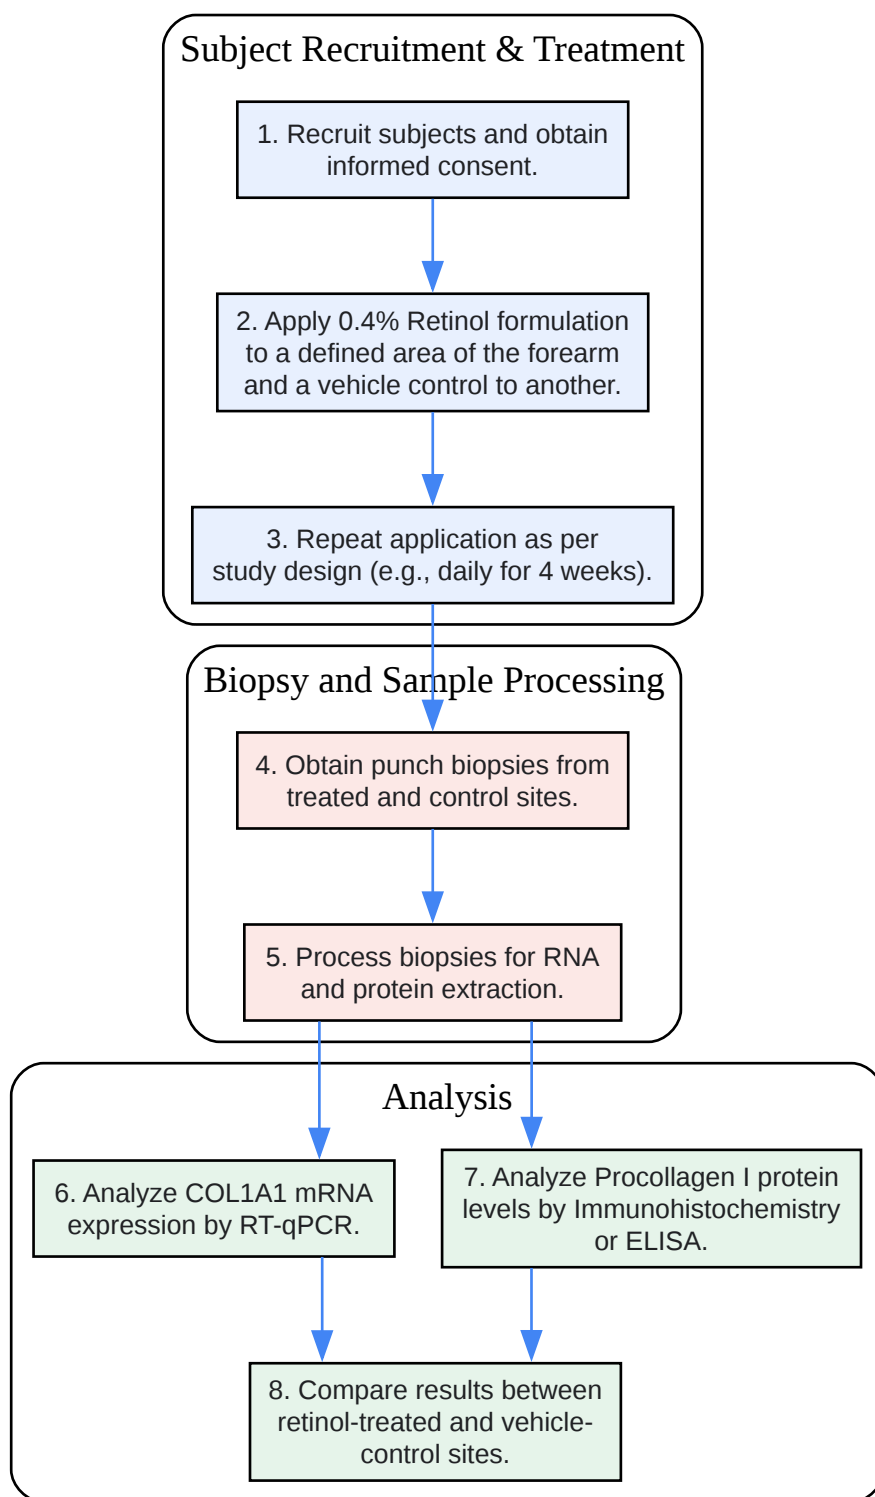 Subject Recruitment & Treatment
1. Recruit subjects and obtain
informed consent.
2. Apply 0.4% Retinol formulation
to a defined area of the forearm
and a vehicle control to another.
3. Repeat application as per
study design (e.g., daily for 4 weeks).
Biopsy and Sample Processing
4. Obtain punch biopsies from
treated and control sites.
5. Process biopsies for RNA
and protein extraction.
Analysis
6. Analyze COL1A1 mRNA
expression by RT-qPCR.
7. Analyze Procollagen I protein
levels by Immunohistochemistry
or ELISA.
8. Compare results between
retinol-treated and vehicle-
control sites.